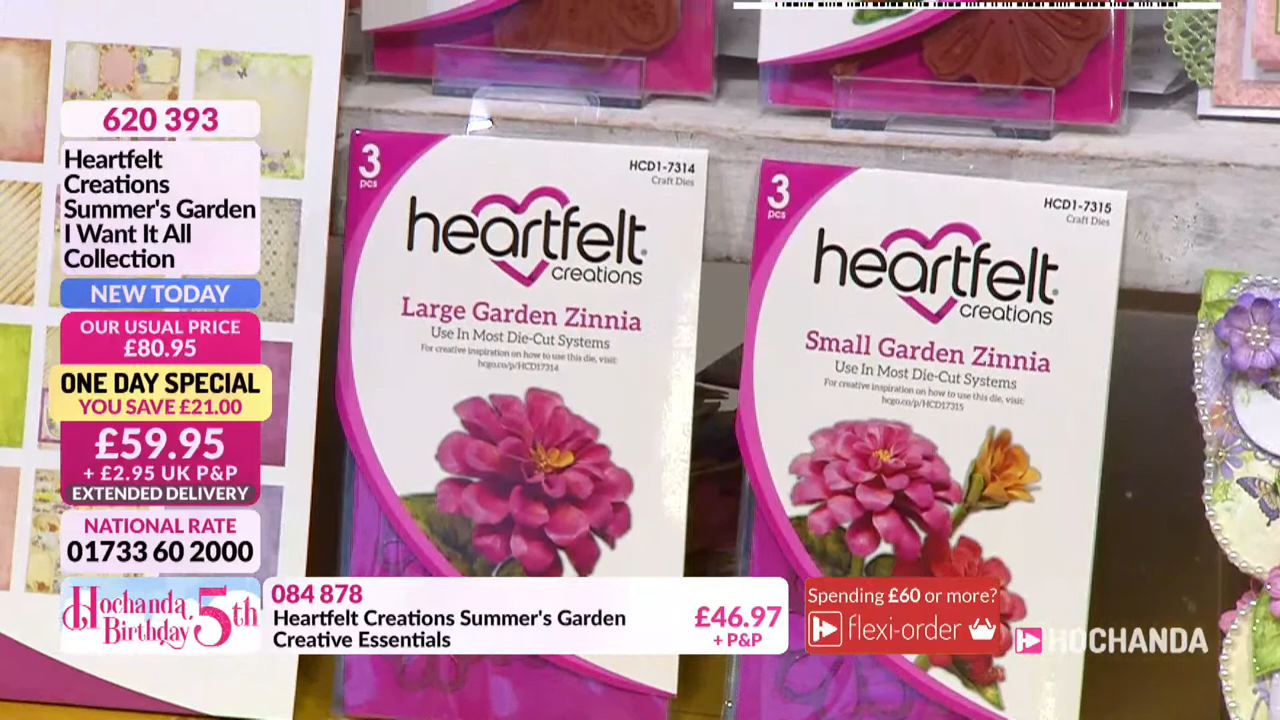 620 393
Heartfelt
Creations
Summer's Garden
I Want It All
Collection
NEW TODAY
OUR USUAL PRICE
£80.95
ONE DAY SPECIAL
YOU SAVE £21.00
£59.95
+ £2.95 UK P&P
EXTENDED DELIVERY
NATIONAL RATE
01733 60 2000
3
pcs
HCD1-7314
Craft Dies
heartfelt
creations
Large Garden Zinnia
Use In Most Die-Cut Systems
For creative inspiration on how to use this die, visit:
hcgo.co/p/HCD17314
3
pcs
HCD1-7315
Craft Dies
heartfelt
creations
Small Garden Zinnia
Use In Most Die-Cut Systems
For creative inspiration on how to use this die, visit:
hcgo.co/p/HCD17315
Hochanda
Birthday
5th
084 878
Heartfelt Creations Summer's Garden
Creative Essentials
£46.97
+ P&P
Spending £60 or more?
flexi-order
HOCHANDA